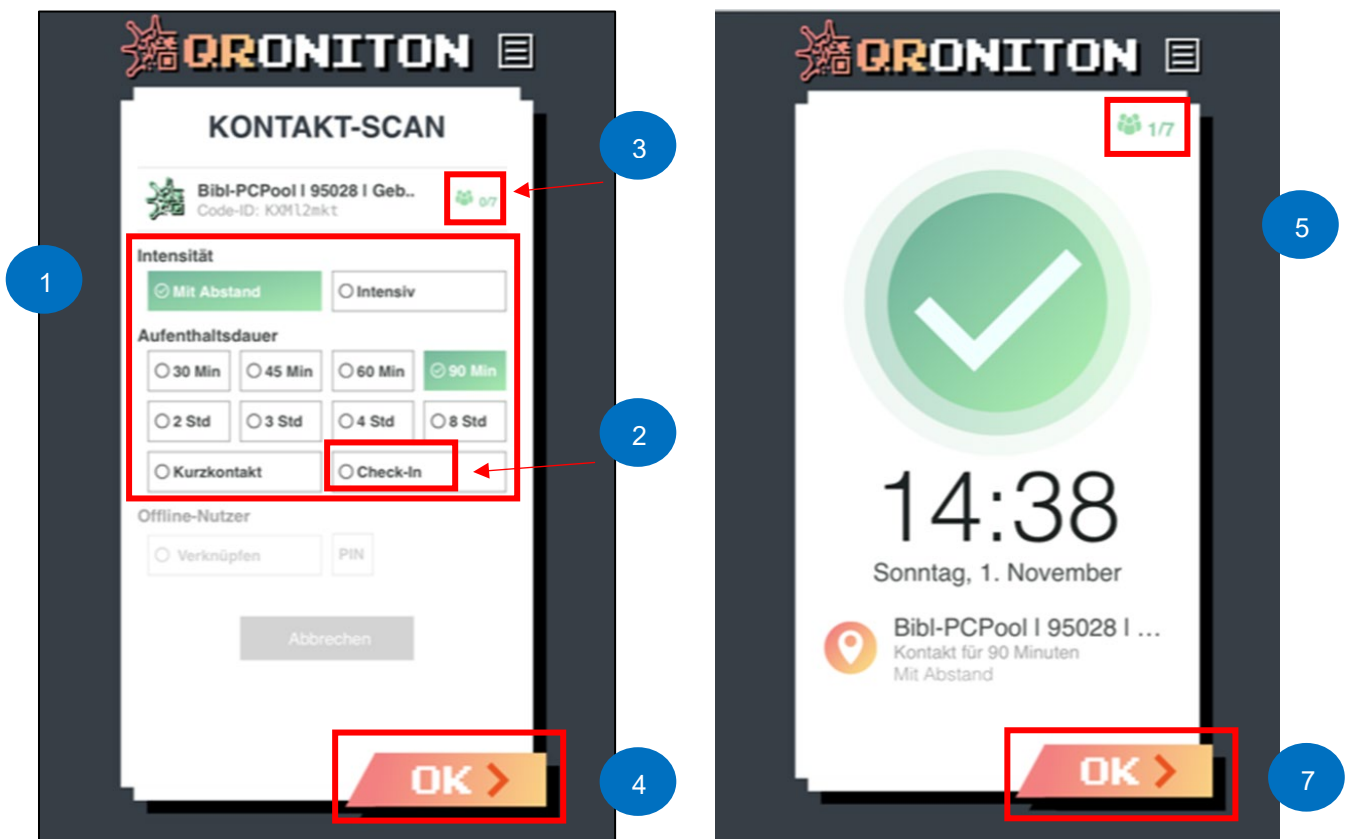 QRONITON
KONTAKT-SCAN
3
Bibl-PCPool I 95028 I Geb..
0/7
Code-ID: KXMl2mkt
1
Intensität
Mit Abstand
Intensiv
Aufenthaltsdauer
30 Min
45 Min
60 Min
90 Min
2 Std
3 Std
4 Std
8 Std
2
Kurzkontakt
Check-In
Offline-Nutzer
Verknüpfen
PIN
Abbrechen
OK >
4
QRONITON
1/7
5
14:38
Sonntag, 1. November
Bibl-PCPool I 95028 I ...
Kontakt für 90 Minuten
Mit Abstand
OK >
7